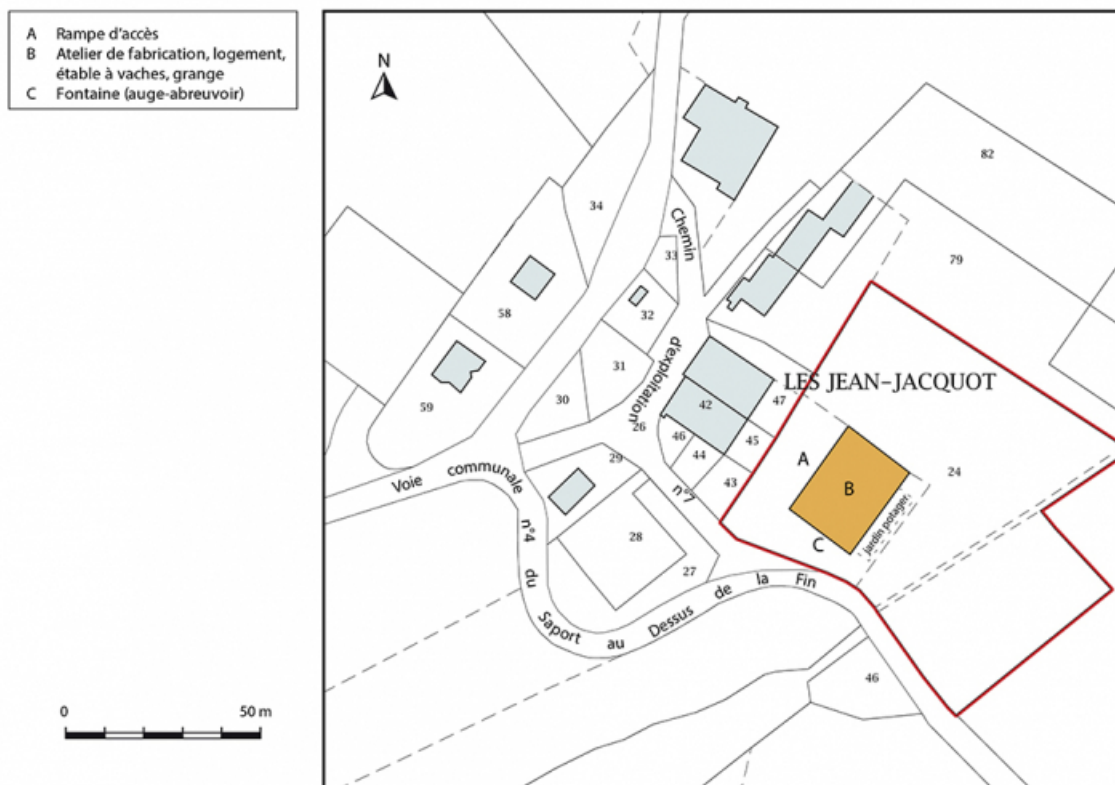 A Rampe d'accès
B Atelier de fabrication, logement,
étable à vaches, grange
C Fontaine (auge-abreuvoir)
N
82
34
Chemin
33
79
58
32
d'exploitation
31
LES JEAN-JACQUOT
59
30
42
47
26
46
45
29
44
A
24
43
B
n°7
Voie communale n°4 du Saport au Dessus de la Fin
jardin potager
28
C
27
46
0 50 m